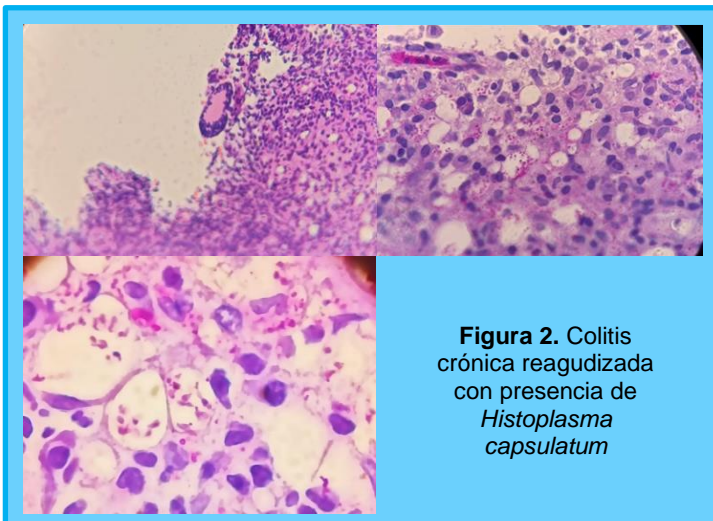 Figura 2. Colitis
crónica reagudizada
con presencia de
Histoplasma
capsulatum